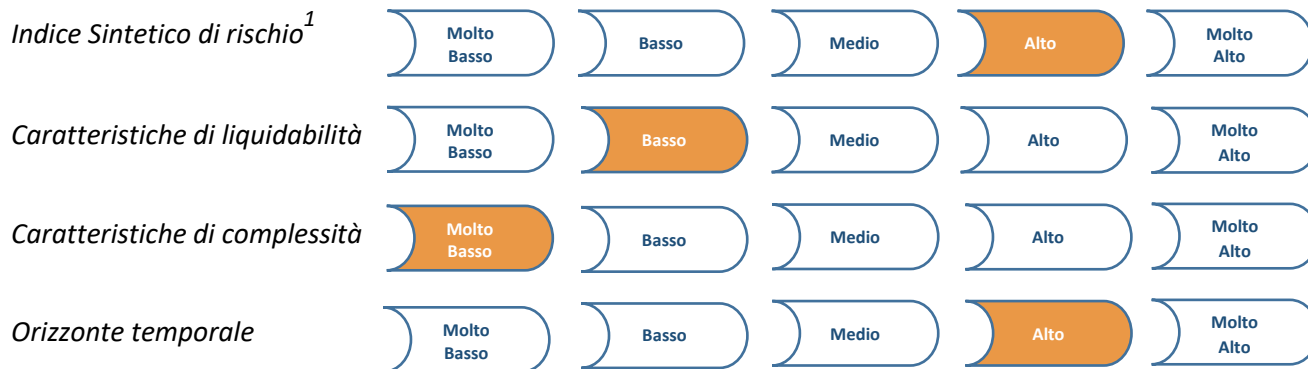 Indice Sintetico di rischio1
Molto
Basso
Basso
Medio
Alto
Molto
Alto
Caratteristiche di liquidabilità
Molto
Basso
Basso
Medio
Alto
Molto
Alto
Caratteristiche di complessità
Molto
Basso
Basso
Medio
Alto
Molto
Alto
Orizzonte temporale
Molto
Basso
Basso
Medio
Alto
Molto
Alto